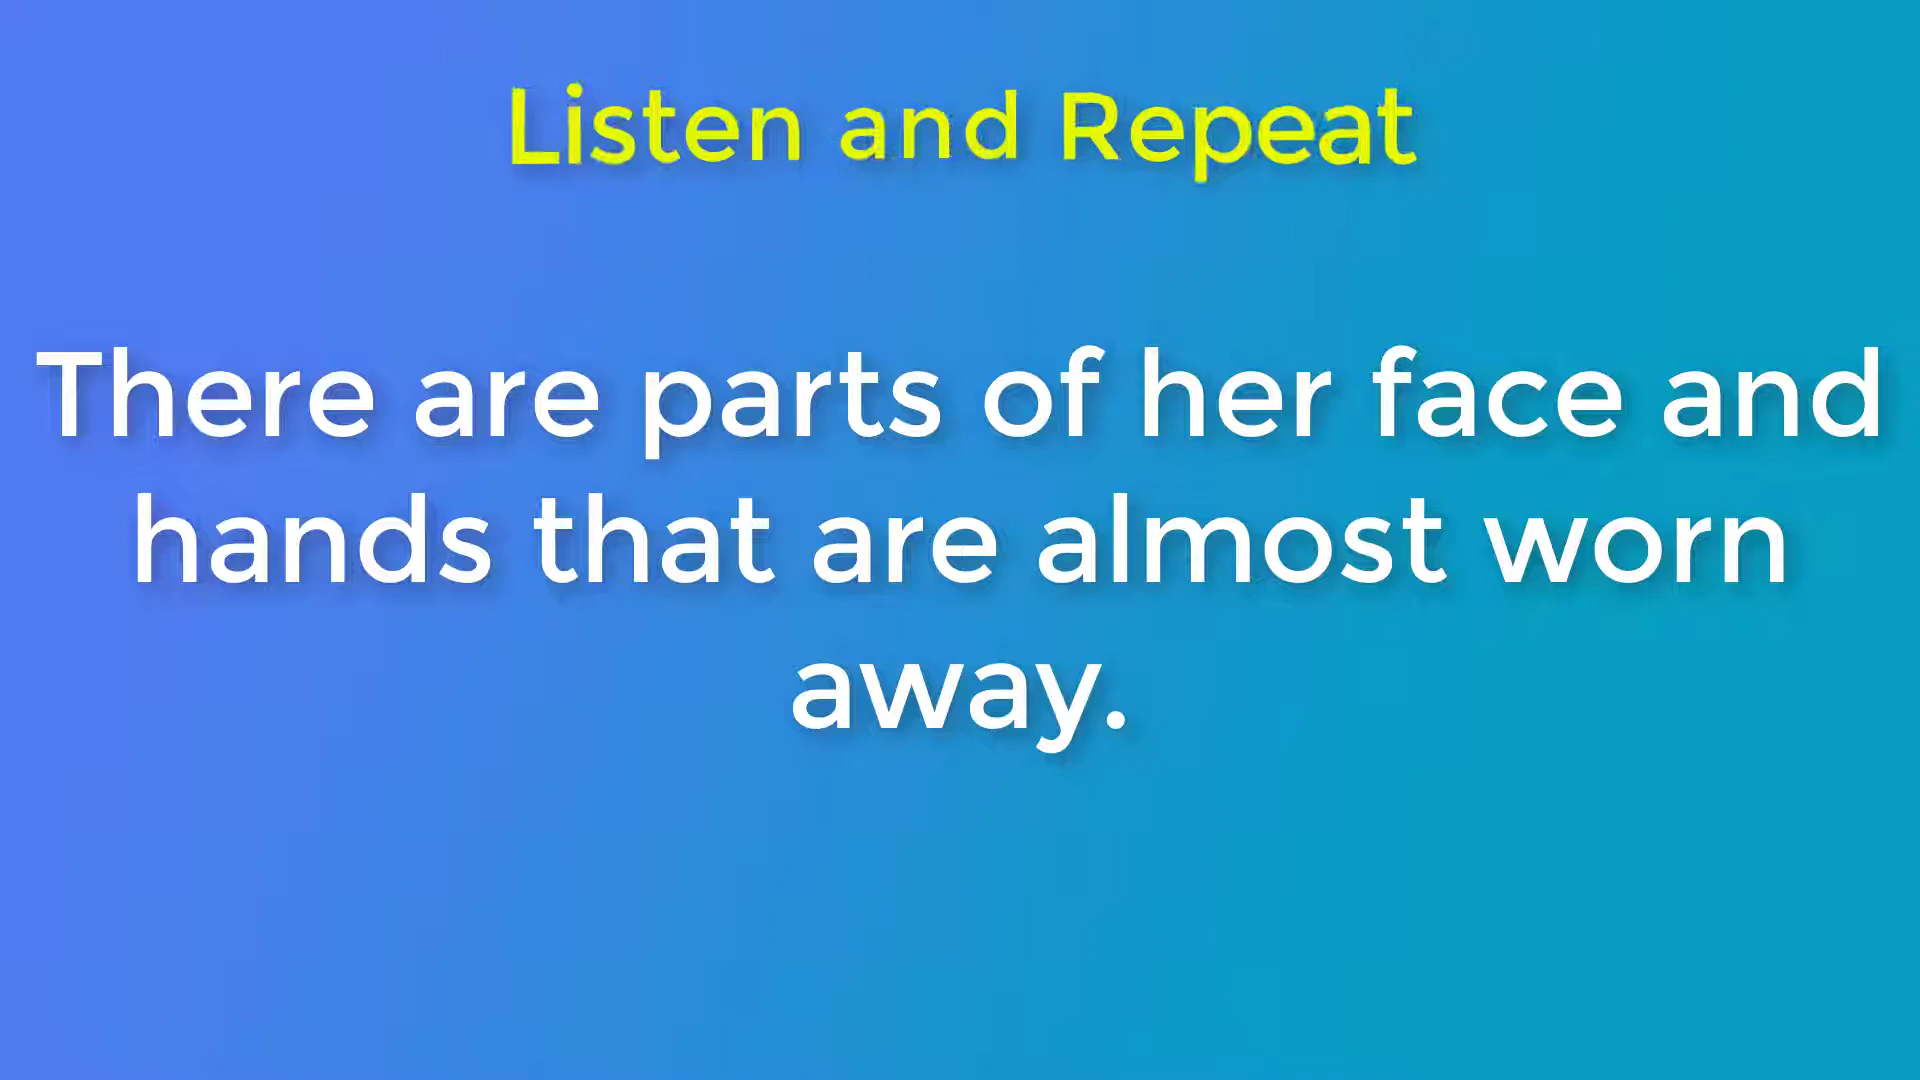 Listen and Repeat
There are parts of her face and
hands that are almost worn
away.